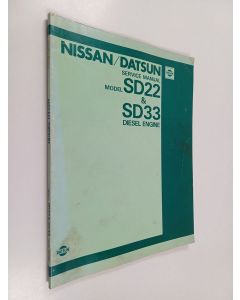 NISSAN/DATSUN
SERVICE MANUAL
MODEL SD22
&
SD33
DIESEL ENGINE